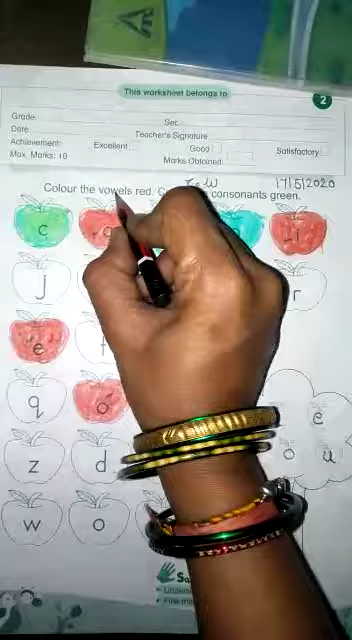 This worksheet belongs to
2
Grade:
Sec
Date
Teacher's Signature
Achievement:
Excellent
Good
Satisfactory
Max. Marks: 10
Marks Obtained
17/5/2020
Colour the vowels red. consonants green.
c i
j r
e
q o
e
z d o u
w o